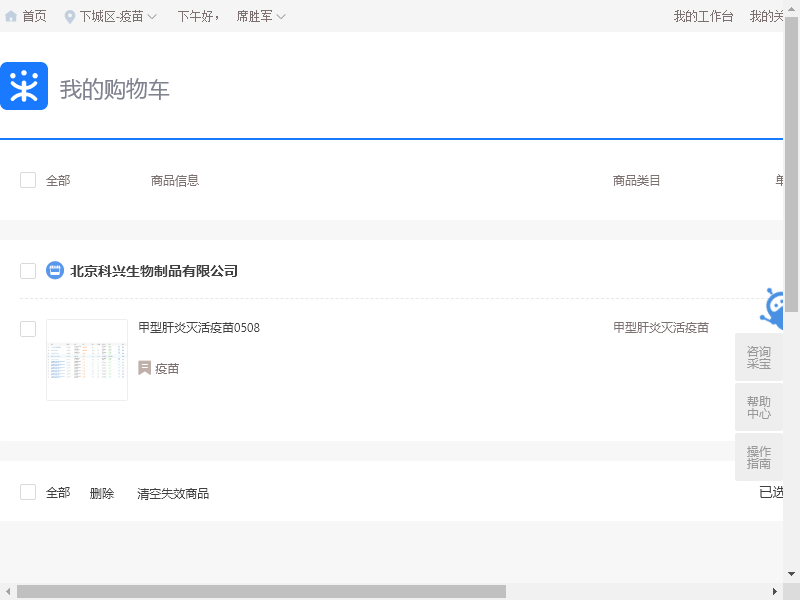 首页 下城区-疫苗 下午好， 席胜军 我的工作台 我的关
我的购物车
全部 商品信息 商品类目
北京科兴生物制品有限公司
甲型肝炎灭活疫苗0508 甲型肝炎灭活疫苗
疫苗
咨询
采宝
帮助
中心
操作
指南
全部 删除 清空失效商品 已选